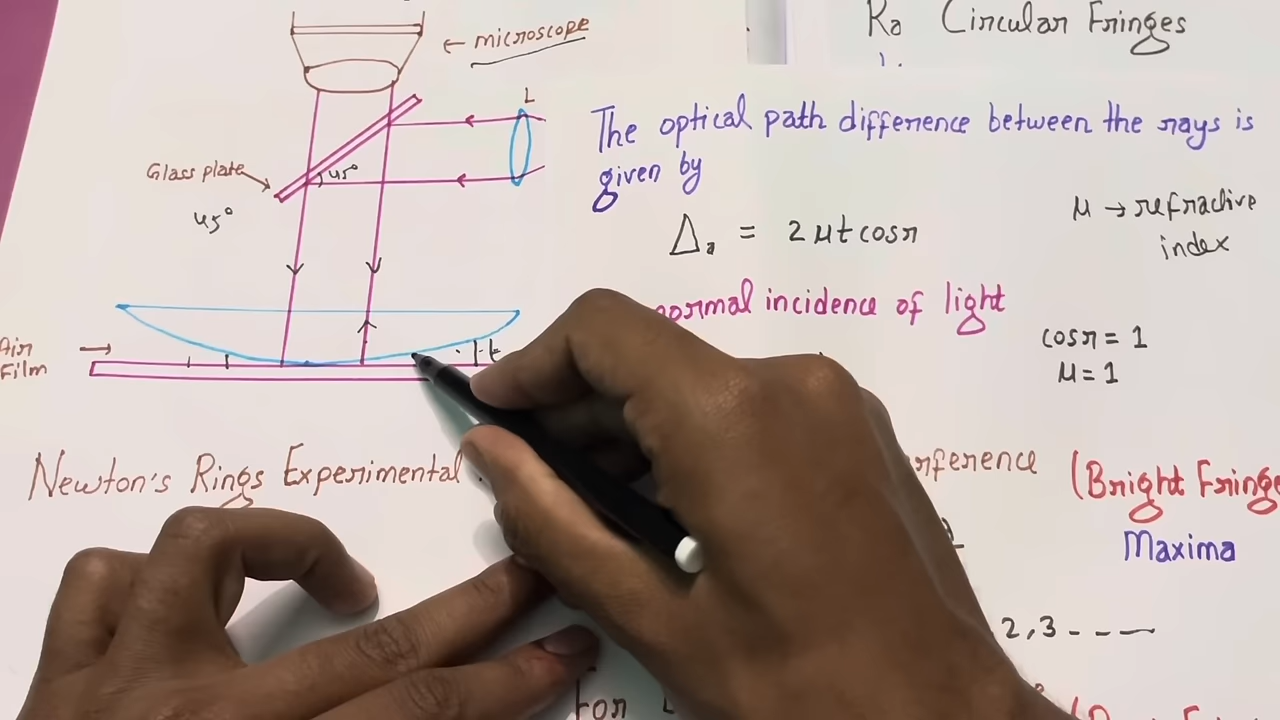 ← microscope
L
Glass plate
45°
45°
t
Air
Film
Newton's Rings Experimental
Circular Fringes
The optical path difference between the rays is
given by
Δ = 2μt cosr
μ → refractive
index
normal incidence of light
cosr = 1
μ = 1
(Bright Fringe
Maxima
2,3 - - -
For